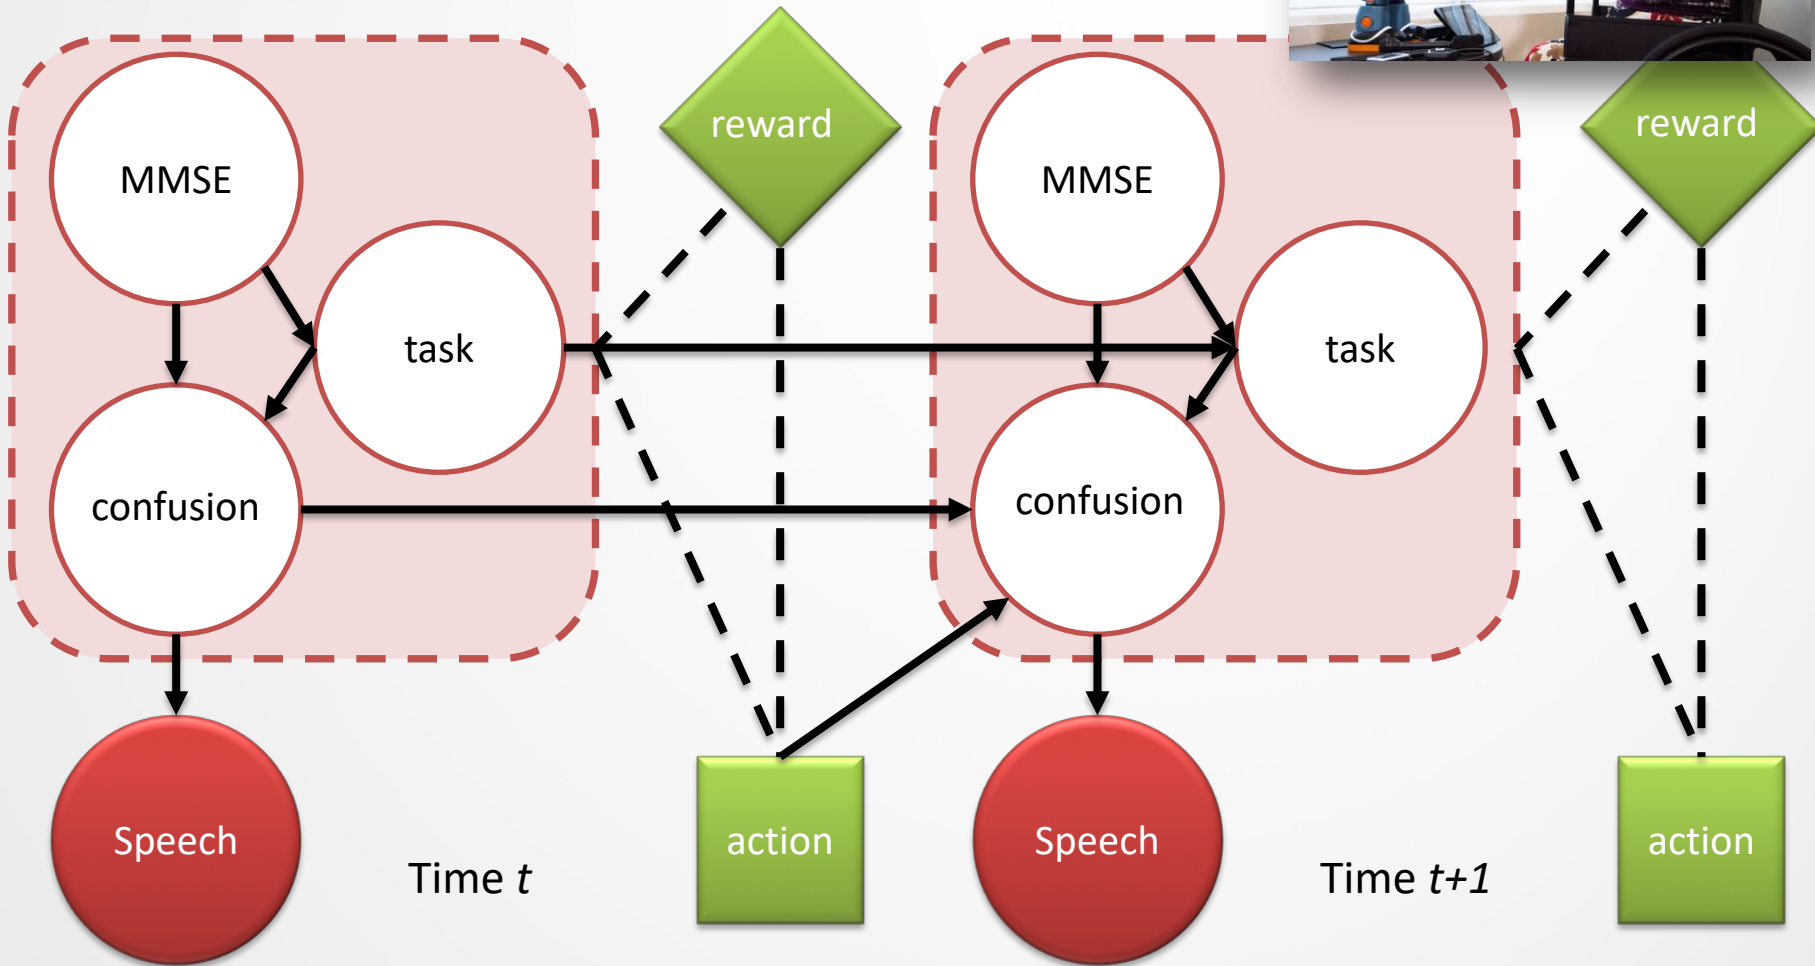 MMSE
task
confusion
Speech
Time t
reward
action
MMSE
task
confusion
Speech
Time t+1
reward
action